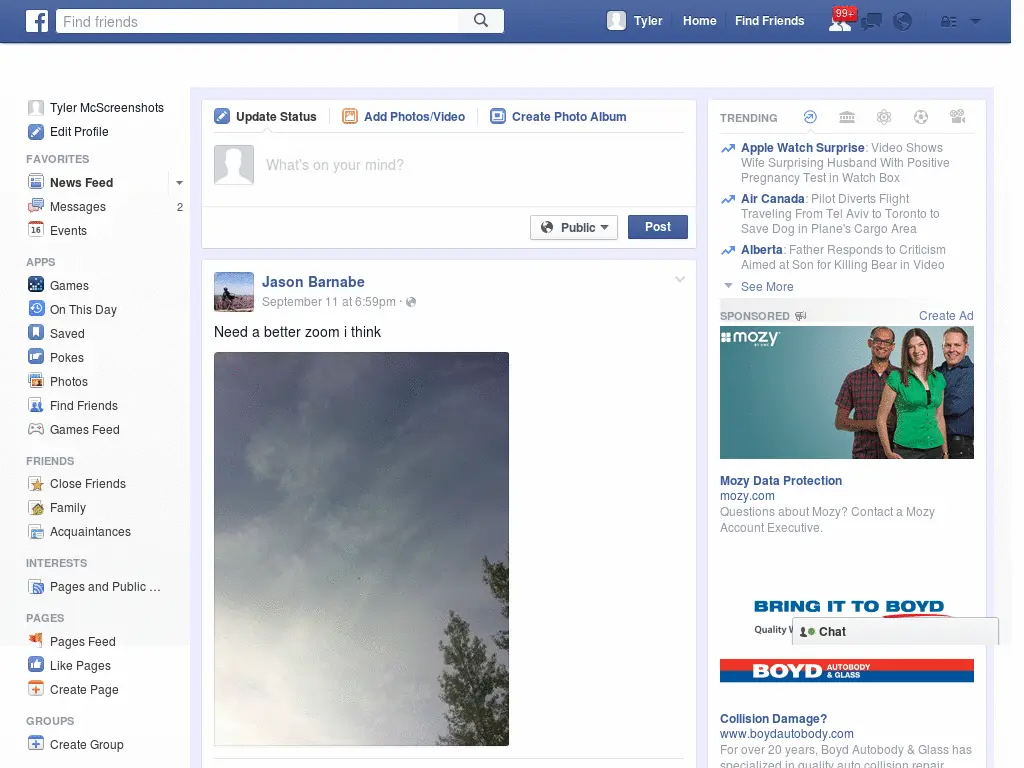 Find friends
Tyler
Home
Find Friends
99+
Tyler McScreenshots
Edit Profile
FAVORITES
News Feed
Messages
2
16
Events
APPS
Games
On This Day
Saved
Pokes
Photos
Find Friends
Games Feed
FRIENDS
Close Friends
Family
Acquaintances
INTERESTS
Pages and Public ...
PAGES
Pages Feed
Like Pages
Create Page
GROUPS
Create Group
Update Status
Add Photos/Video
Create Photo Album
What's on your mind?
Public
Post
Jason Barnabe
September 11 at 6:59pm ·
Need a better zoom i think
TRENDING
Apple Watch Surprise: Video Shows
Wife Surprising Husband With Positive
Pregnancy Test in Watch Box
Air Canada: Pilot Diverts Flight
Traveling From Tel Aviv to Toronto to
Save Dog in Plane's Cargo Area
Alberta: Father Responds to Criticism
Aimed at Son for Killing Bear in Video
See More
SPONSORED
Create Ad
mozy
Mozy Data Protection
mozy.com
Questions about Mozy? Contact a Mozy
Account Executive.
BRING IT TO BOYD
Quality
Chat
BOYD AUTOBODY
& GLASS
Collision Damage?
www.boydautobody.com
For over 20 years, Boyd Autobody & Glass has
specialized in quality auto collision repair